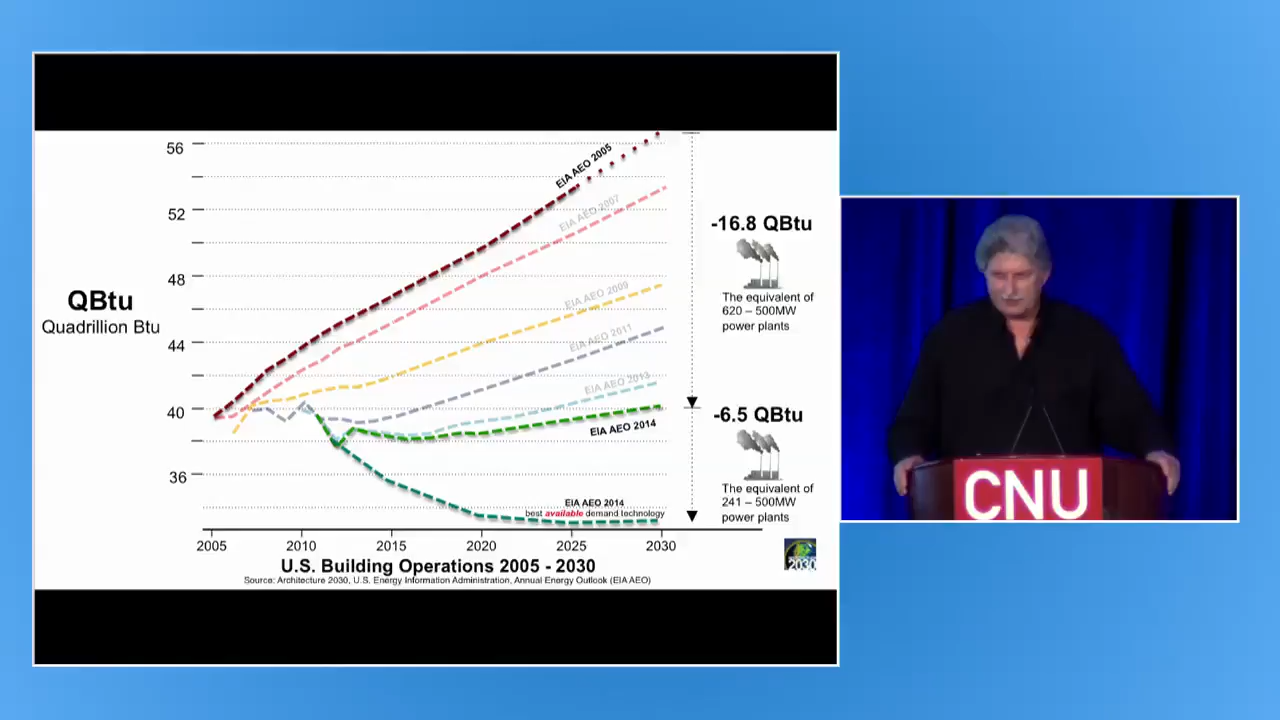 56
52
48
44
40
36
QBtu
Quadrillion Btu
EIA AEO 2005
EIA AEO 2007
EIA AEO 2009
EIA AEO 2011
EIA AEO 2013
EIA AEO 2014
EIA AEO 2014
best available demand technology
-16.8 QBtu
The equivalent of
620 – 500MW
power plants
-6.5 QBtu
The equivalent of
241 – 500MW
power plants
2005 2010 2015 2020 2025 2030
U.S. Building Operations 2005 - 2030
Source: Architecture 2030, U.S. Energy Information Administration, Annual Energy Outlook (EIA AEO)
2030
CNU